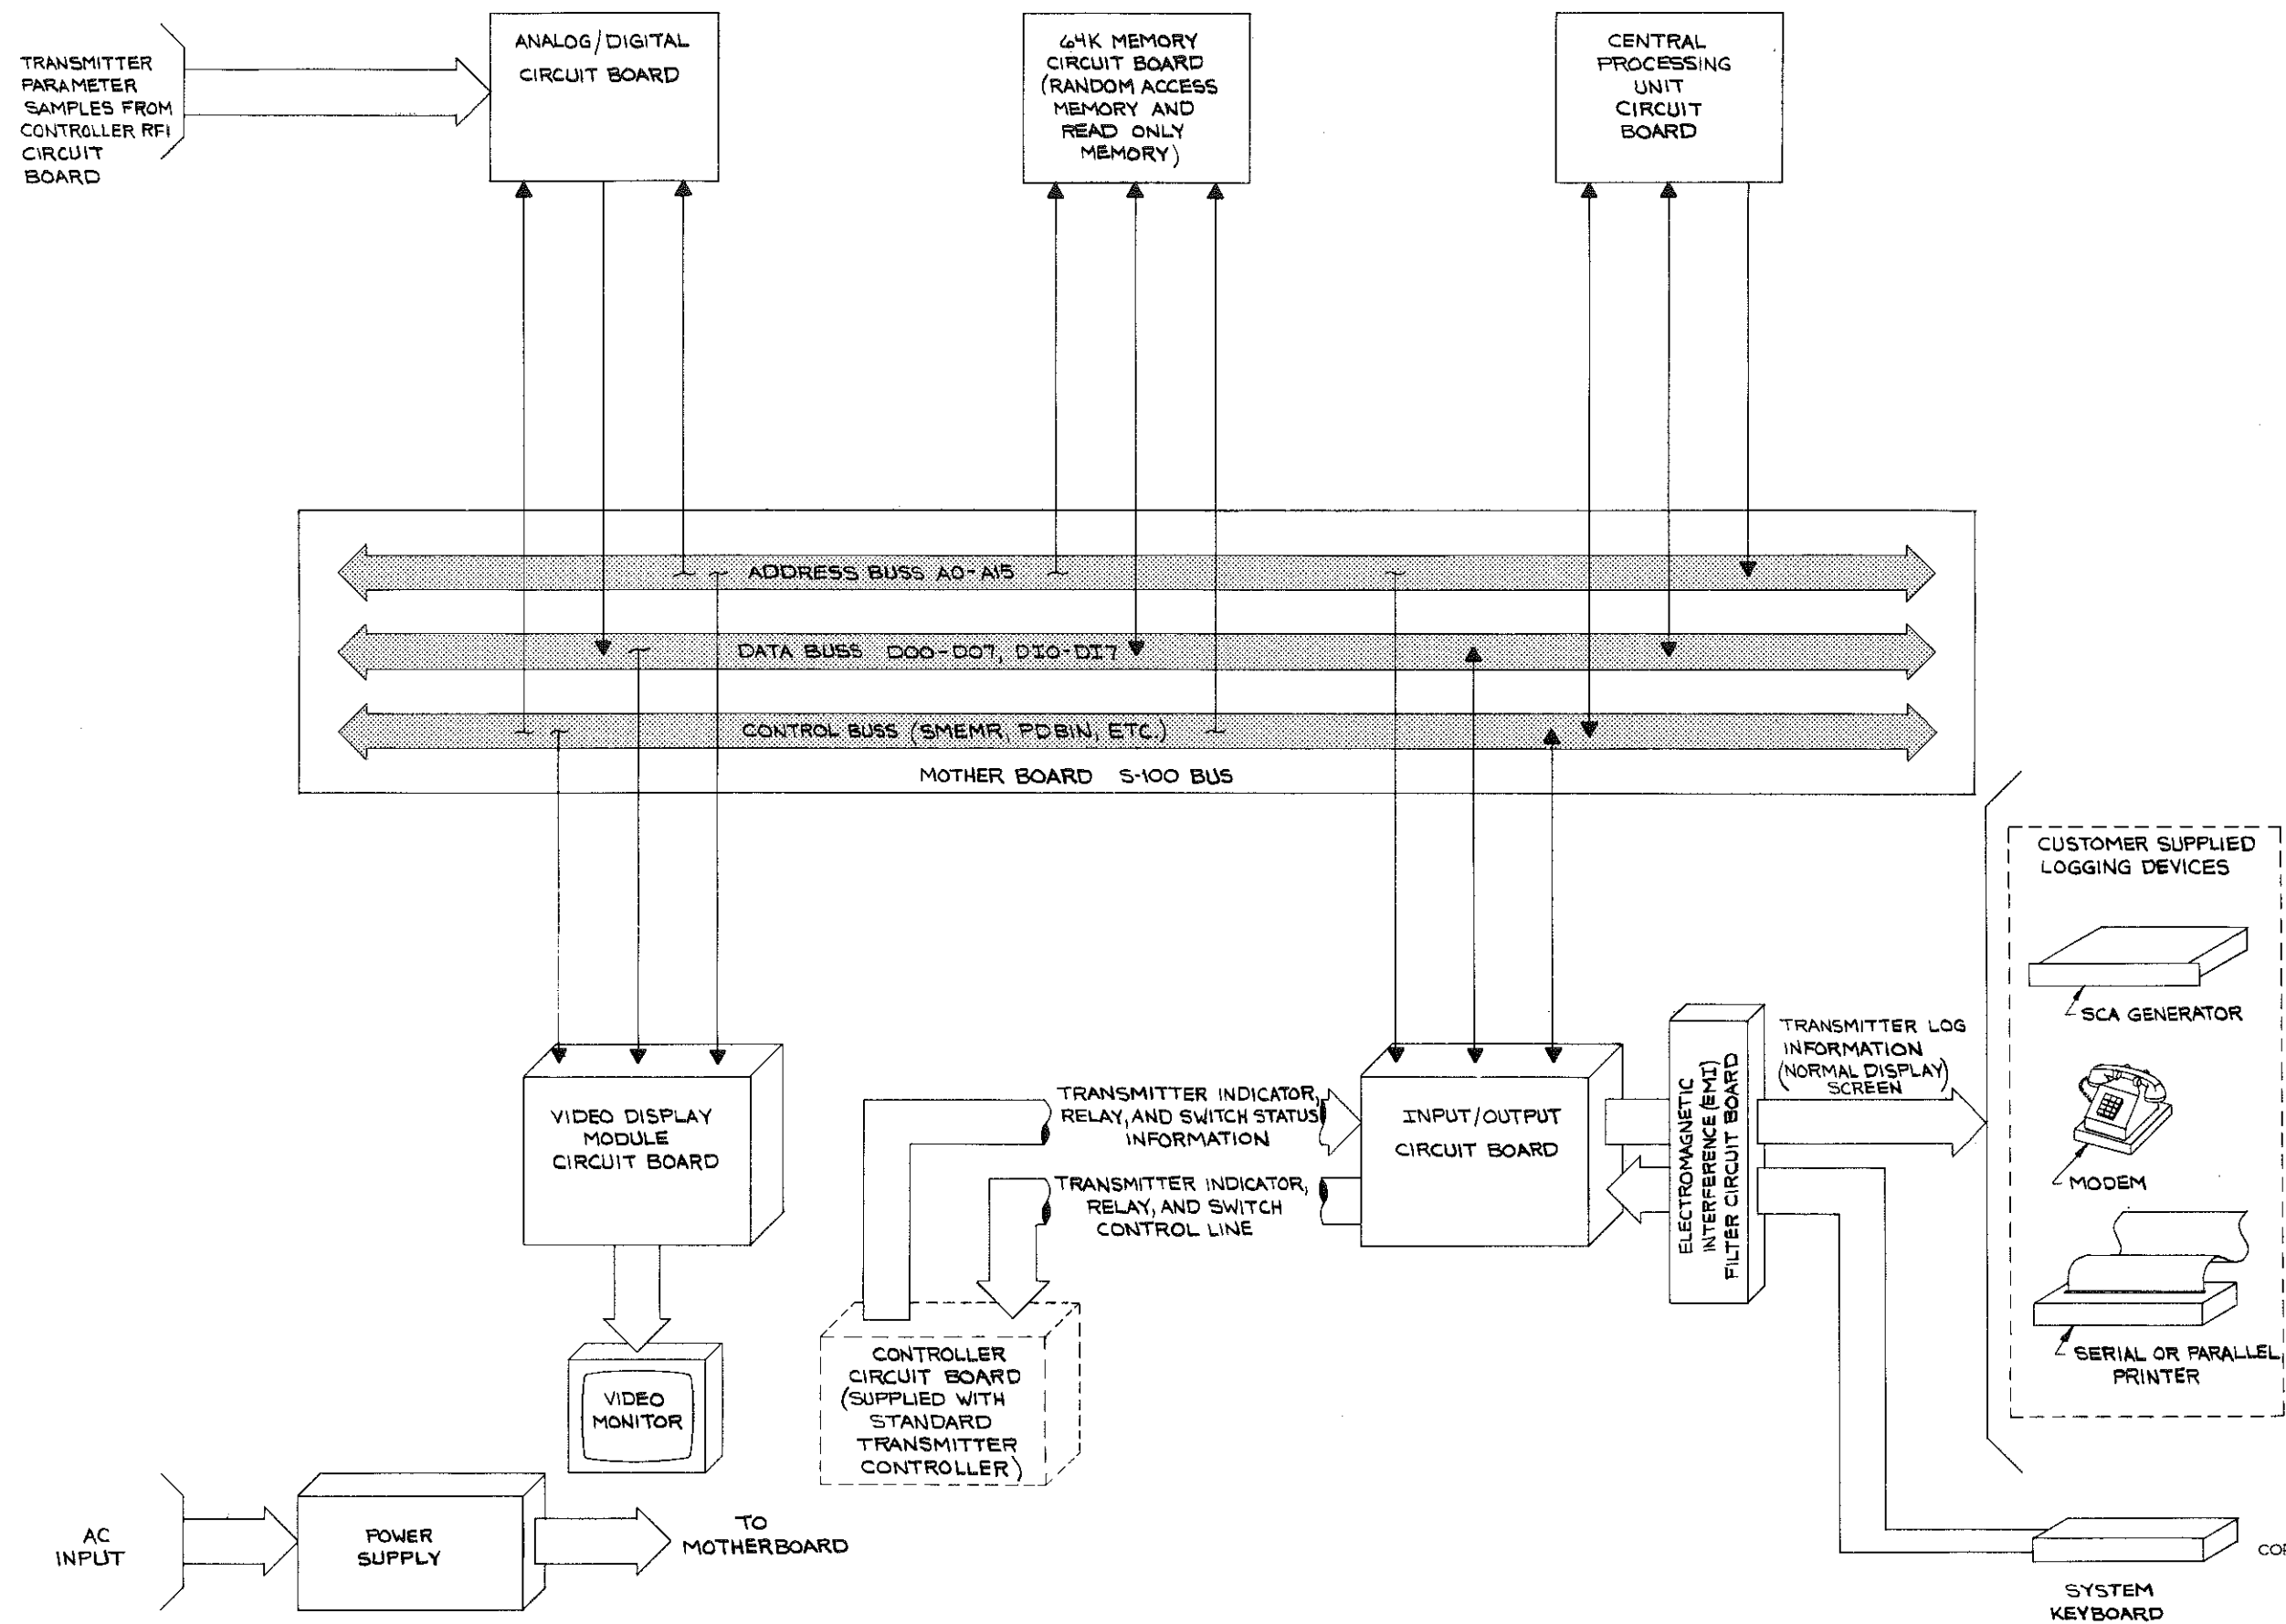 TRANSMITTER
PARAMETER
SAMPLES FROM
CONTROLLER RFI
CIRCUIT
BOARD
ANALOG/DIGITAL
CIRCUIT BOARD
64K MEMORY
CIRCUIT BOARD
(RANDOM ACCESS
MEMORY AND
READ ONLY
MEMORY)
CENTRAL
PROCESSING
UNIT
CIRCUIT
BOARD
ADDRESS BUSS A0-A15
DATA BUSS DO0-DO7, DI0-DI7
CONTROL BUSS (SMEMR, PDBIN, ETC.)
MOTHER BOARD S-100 BUS
CUSTOMER SUPPLIED
LOGGING DEVICES
SCA GENERATOR
MODEM
SERIAL OR PARALLEL
PRINTER
VIDEO DISPLAY
MODULE
CIRCUIT BOARD
TRANSMITTER INDICATOR,
RELAY, AND SWITCH STATUS
INFORMATION
TRANSMITTER INDICATOR,
RELAY, AND SWITCH
CONTROL LINE
INPUT/OUTPUT
CIRCUIT BOARD
ELECTROMAGNETIC
INTERFERENCE (EMI)
FILTER CIRCUIT BOARD
TRANSMITTER LOG
INFORMATION
(NORMAL DISPLAY)
SCREEN
VIDEO
MONITOR
CONTROLLER
CIRCUIT BOARD
(SUPPLIED WITH
STANDARD
TRANSMITTER
CONTROLLER)
AC
INPUT
POWER
SUPPLY
TO
MOTHERBOARD
SYSTEM
KEYBOARD